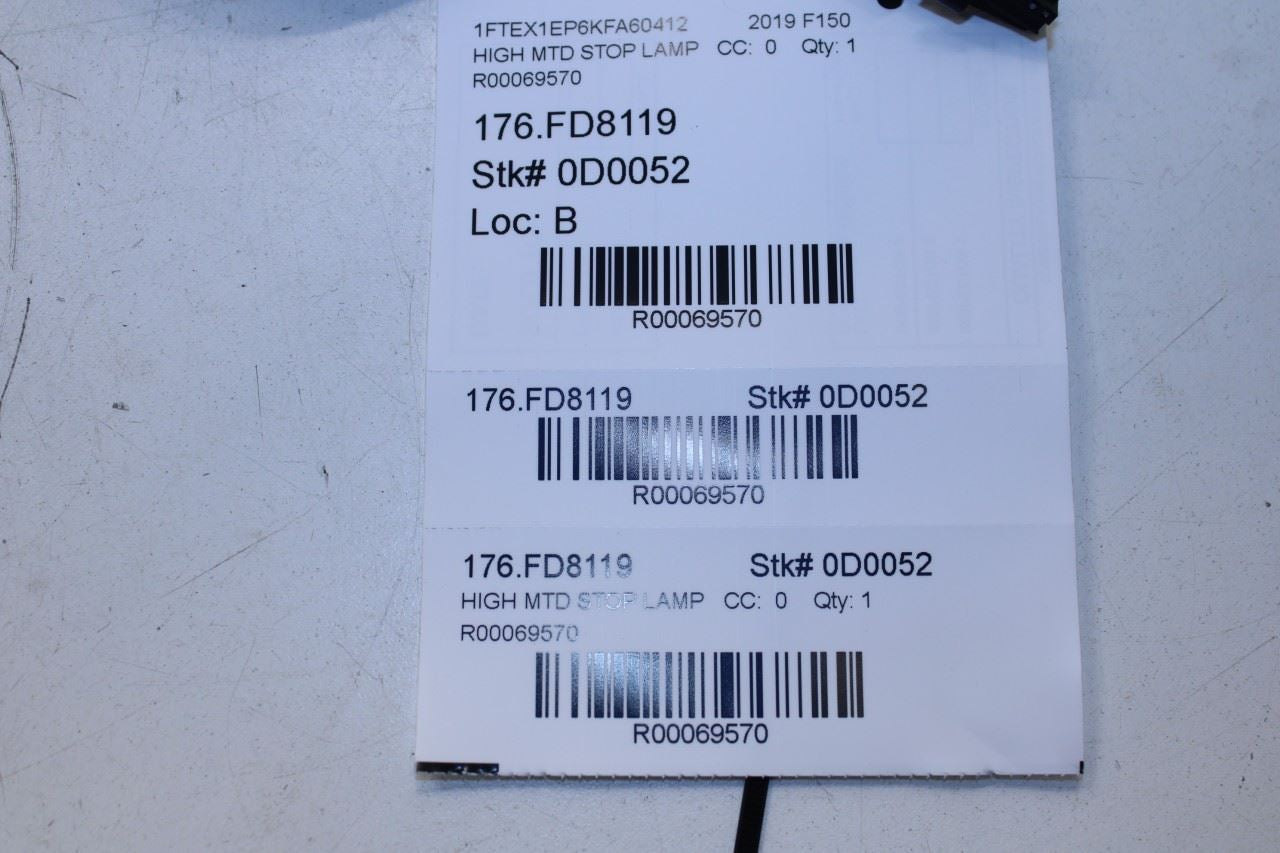 1FTEX1EP6KFA60412 2019 F150
HIGH MTD STOP LAMP CC: 0 Qty: 1
R00069570
176.FD8119
Stk# 0D0052
Loc: B
R00069570
176.FD8119 Stk# 0D0052
R00069570
176.FD8119 Stk# 0D0052
HIGH MTD STOP LAMP CC: 0 Qty: 1
R00069570
R00069570